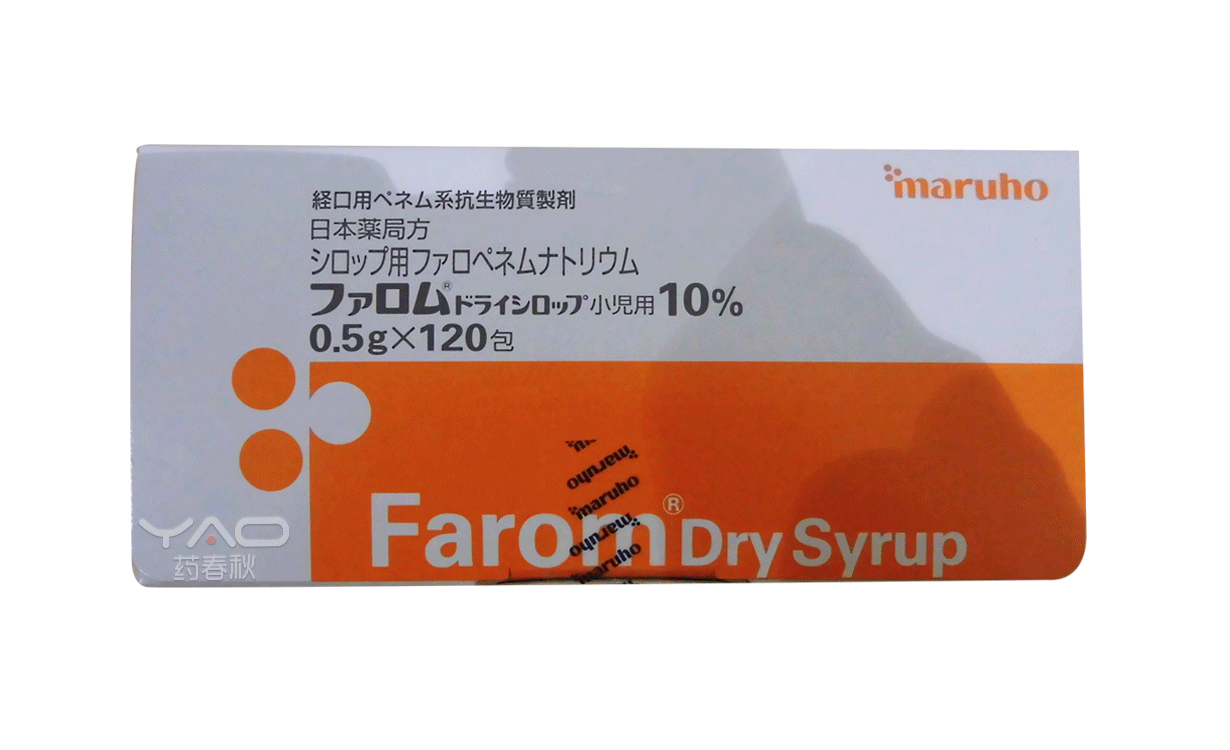 maruho
経口用ペネム系抗生物質製剤
日本薬局方
シロップ用ファロペネムナトリウム
ファロム® ドライシロップ小児用10%
0.5g×120包
Farom® Dry Syrup
maruho
maruho
maruho
maruho
maruho
maruho
YAO
药春秋